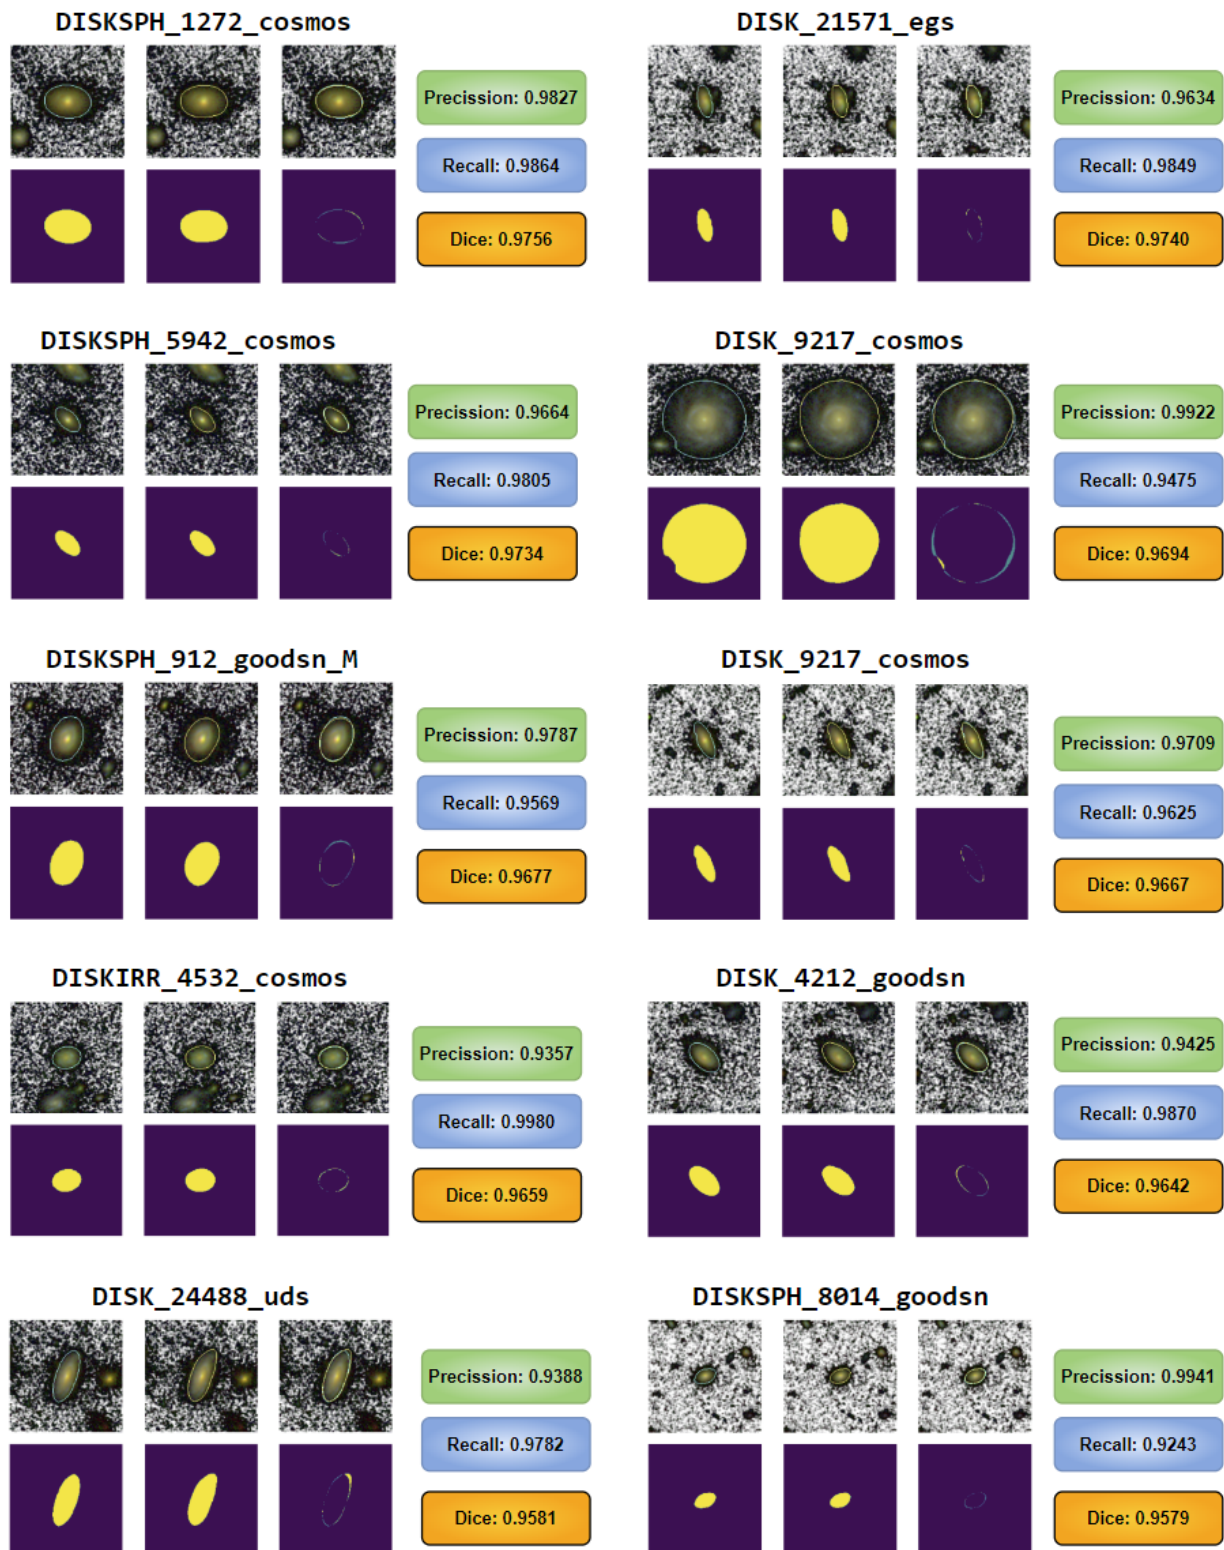 DISKSPH_1272_cosmos
Precission: 0.9827
Recall: 0.9864
Dice: 0.9756
DISK_21571_egs
Precission: 0.9634
Recall: 0.9849
Dice: 0.9740
DISKSPH_5942_cosmos
Precission: 0.9664
Recall: 0.9805
Dice: 0.9734
DISK_9217_cosmos
Precission: 0.9922
Recall: 0.9475
Dice: 0.9694
DISKSPH_912_goodsn_M
Precission: 0.9787
Recall: 0.9569
Dice: 0.9677
DISK_9217_cosmos
Precission: 0.9709
Recall: 0.9625
Dice: 0.9667
DISKIRR_4532_cosmos
Precission: 0.9357
Recall: 0.9980
Dice: 0.9659
DISK_4212_goodsn
Precission: 0.9425
Recall: 0.9870
Dice: 0.9642
DISK_24488_uds
Precission: 0.9388
Recall: 0.9782
Dice: 0.9581
DISKSPH_8014_goodsn
Precission: 0.9941
Recall: 0.9243
Dice: 0.9579